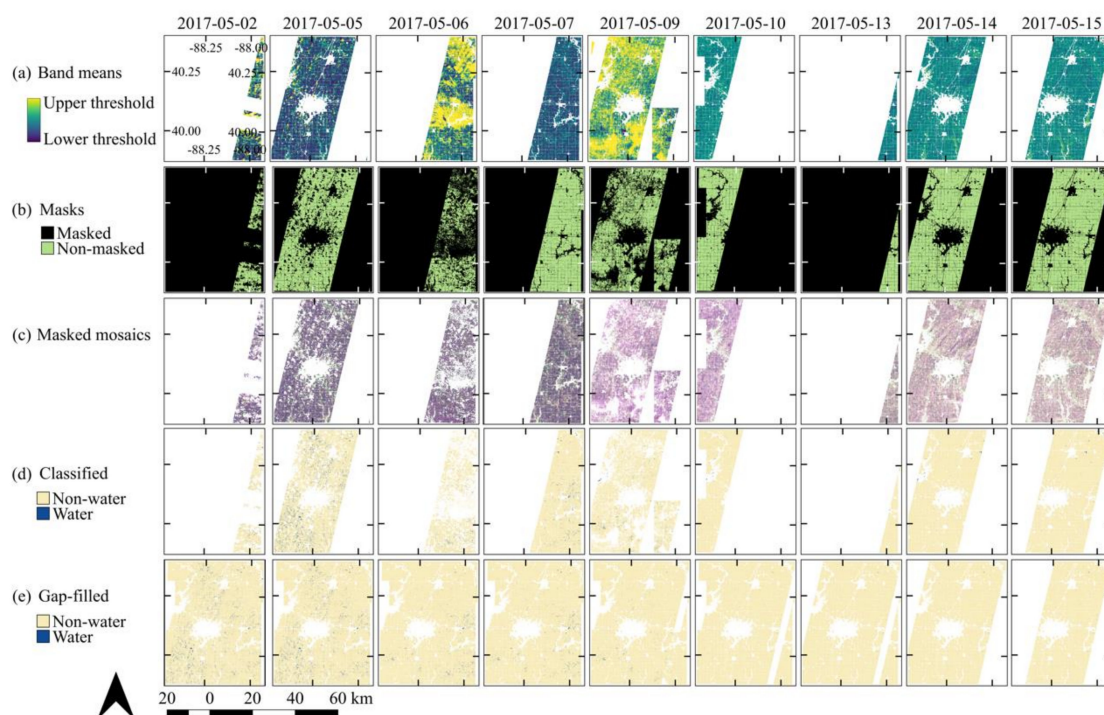 2017-05-02 2017-05-05 2017-05-06 2017-05-07 2017-05-09 2017-05-10 2017-05-13 2017-05-14 2017-05-15
-88.25 -88.00
40.25 40.25
(a) Band means
Upper threshold
Lower threshold
40.00 40.00
-88.25 -88.00
(b) Masks
Masked
Non-masked
(c) Masked mosaics
(d) Classified
Non-water
Water
(e) Gap-filled
Non-water
Water
20 0 20 40 60 km